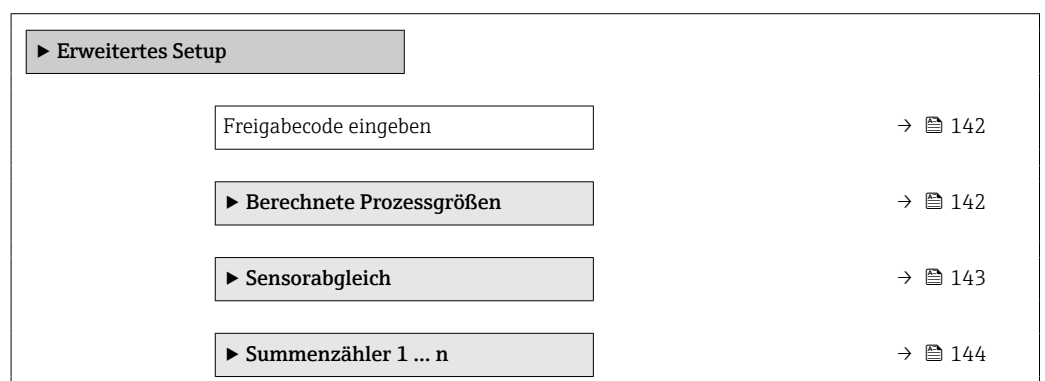 ▶ Erweitertes Setup
Freigabecode eingeben → 142
▶ Berechnete Prozessgrößen → 142
▶ Sensorabgleich → 143
▶ Summenzähler 1 ... n → 144